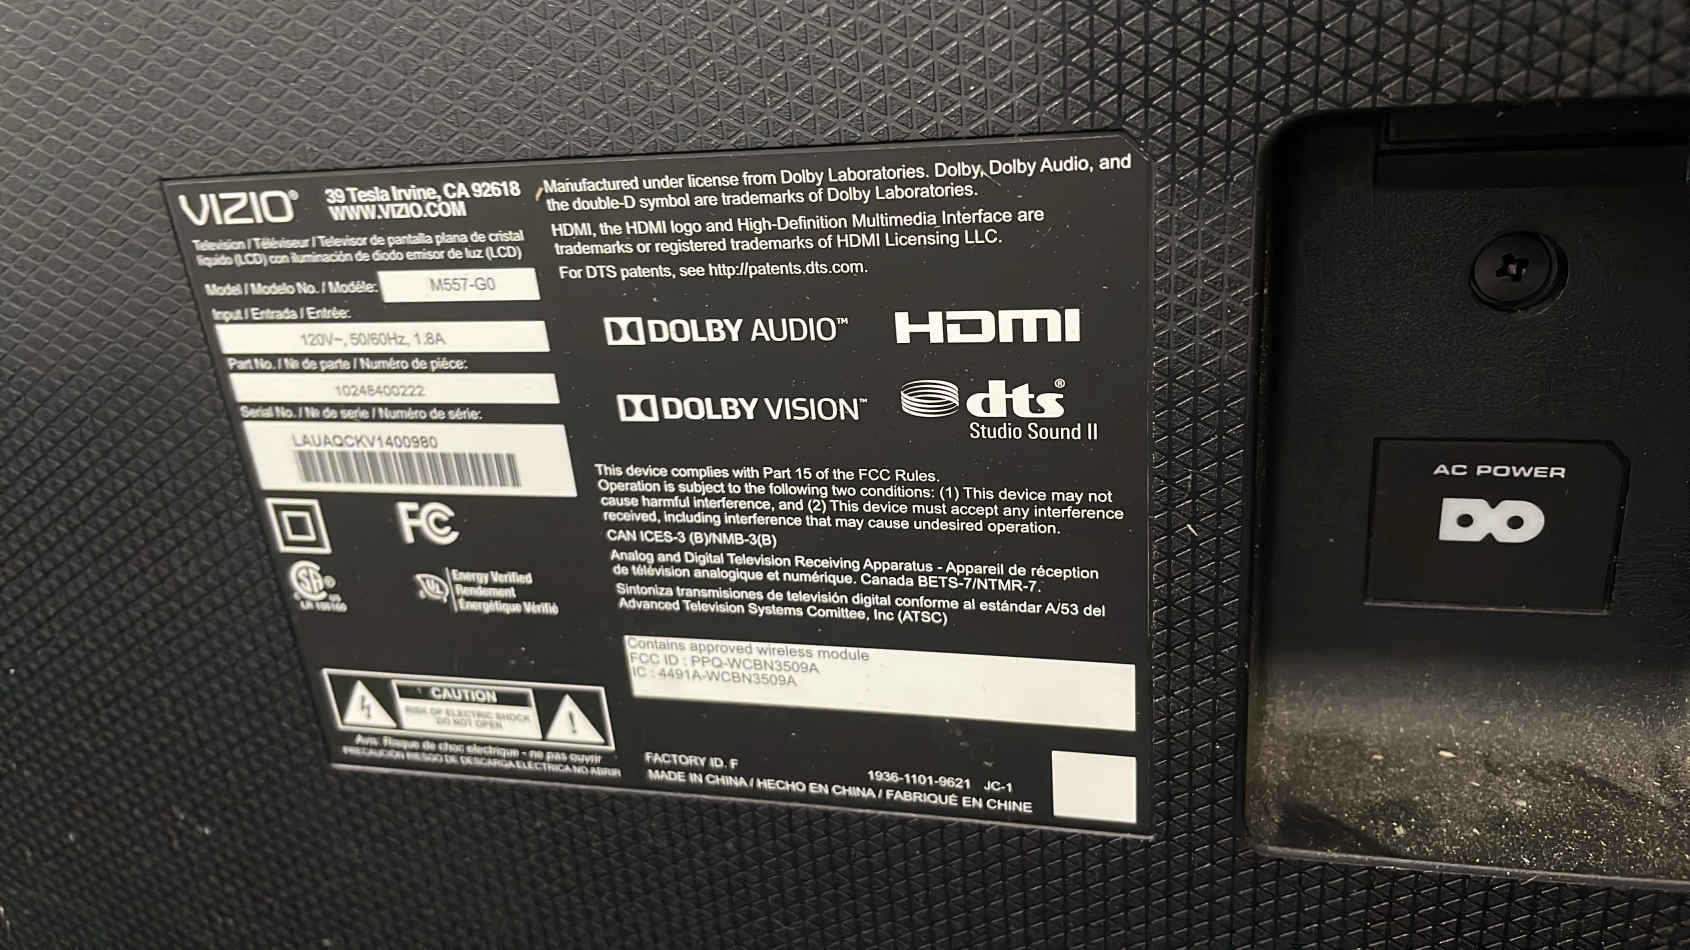 VIZIO®
39 Tesla Irvine, CA 92618
WWW.VIZIO.COM
Television / Téléviseur / Televisor de pantalla plana de cristal
líquido (LCD) con iluminación de diodo emisor de luz (LCD)
Model / Modelo No. / Modèle: M557-G0
Input / Entrada / Entrée:
120V~, 50/60Hz, 1.8A
Part No. / № de parte / Numéro de pièce:
10248400222
Serial No. / № de serie / Numéro de série:
LAUAQCKV1400980
FC
SA®
US
UL
Energy Verified
Rendement
Énergétique Vérifié
CAUTION
RISK OF ELECTRIC SHOCK
DO NOT OPEN
Avis: Risque de choc electrique - ne pas ouvrir
PRECAUCIÓN RIESGO DE DESCARGA ELÉCTRICA NO ABRIR
Manufactured under license from Dolby Laboratories. Dolby, Dolby Audio, and
the double-D symbol are trademarks of Dolby Laboratories.
HDMI, the HDMI logo and High-Definition Multimedia Interface are
trademarks or registered trademarks of HDMI Licensing LLC.
For DTS patents, see http://patents.dts.com.
DOLBY AUDIO™
HDMI
DOLBY VISION™
dts®
Studio Sound II
This device complies with Part 15 of the FCC Rules.
Operation is subject to the following two conditions: (1) This device may not
cause harmful interference, and (2) This device must accept any interference
received, including interference that may cause undesired operation.
CAN ICES-3 (B)/NMB-3(B)
Analog and Digital Television Receiving Apparatus - Appareil de réception
de télévision analogique et numérique. Canada BETS-7/NTMR-7.
Sintoniza transmisiones de televisión digital conforme al estándar A/53 del
Advanced Television Systems Comittee, Inc (ATSC)
Contains approved wireless module
FCC ID : PPQ-WCBN3509A
IC : 4491A-WCBN3509A
FACTORY ID. F
1936-1101-9621 JC-1
MADE IN CHINA / HECHO EN CHINA / FABRIQUÉ EN CHINE
AC POWER